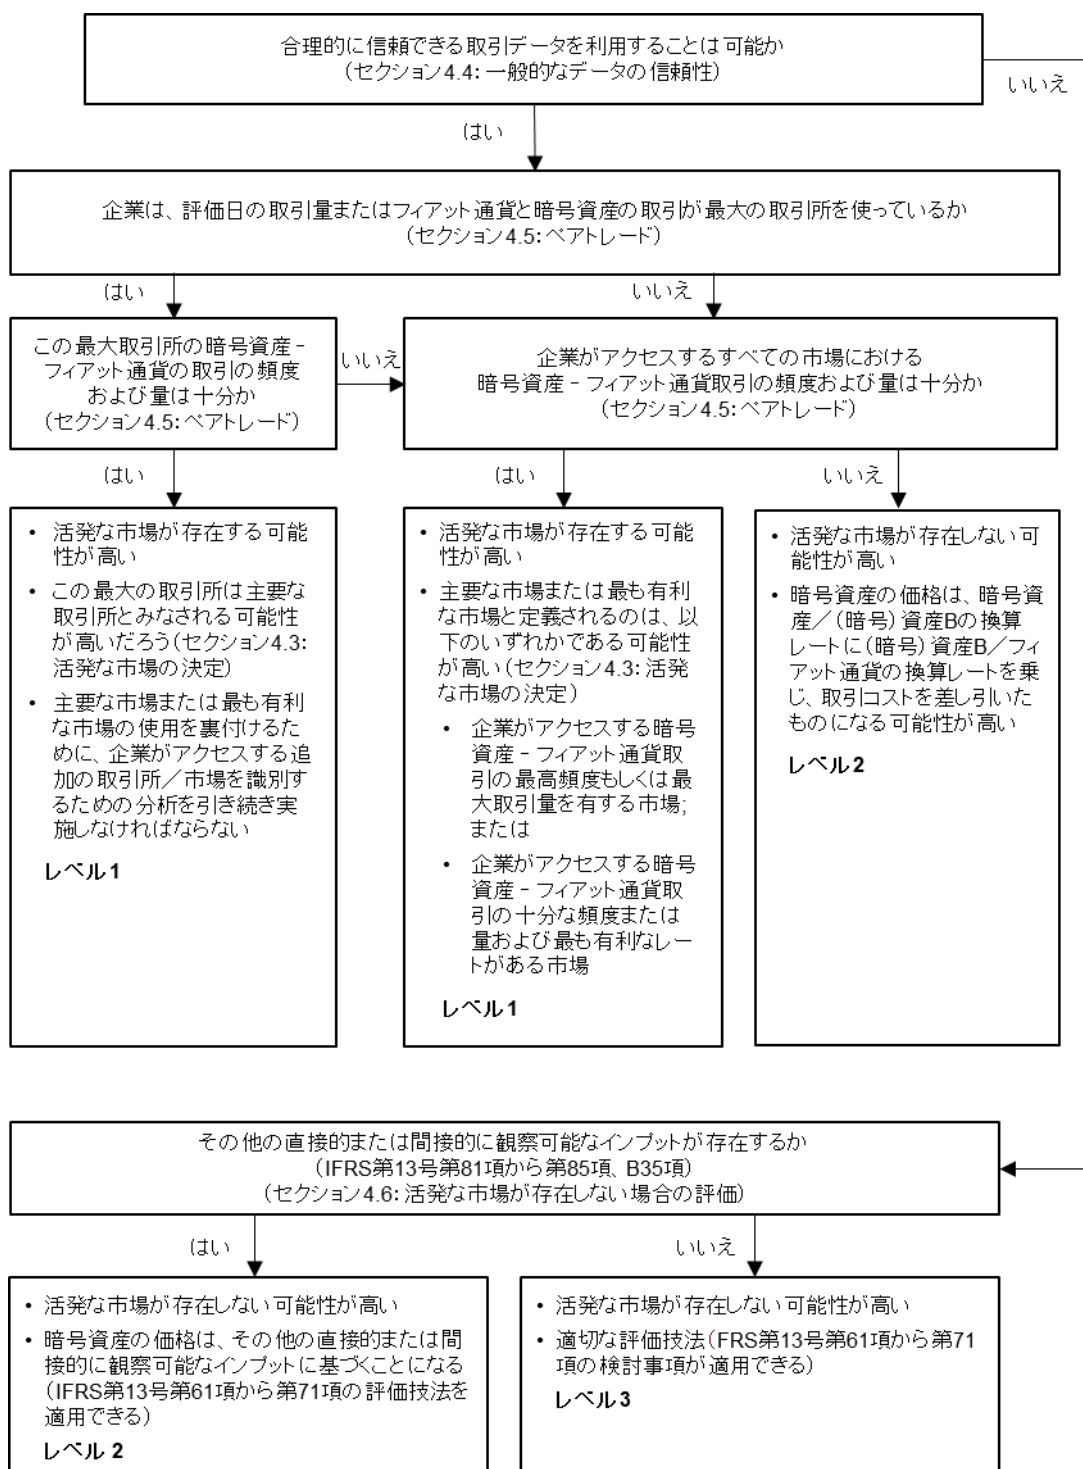 合理的に信頼できる取引データを利用することは可能か
(セクション4.4: 一般的なデータの信頼性)
いいえ
はい
企業は、評価日の取引量またはフィアット通貨と暗号資産の取引が最大の取引所を使っているか
(セクション4.5: ペアトレード)
はい
いいえ
この最大取引所の暗号資産 -
フィアット通貨の取引の頻度
および量は十分か
(セクション4.5: ペアトレード)
いいえ
企業がアクセスするすべての市場における
暗号資産 - フィアット通貨取引の頻度および量は十分か
(セクション4.5: ペアトレード)
はい
はい
いいえ
• 活発な市場が存在する可能
性が高い
• この最大の取引所は主要な
取引所とみなされる可能性
が高いだろう(セクション4.3:
活発な市場の決定)
• 主要な市場または最も有利
な市場の使用を裏付けるた
めに、企業がアクセスする追
加の取引所／市場を識別す
るための分析を引き続き実
施しなければならない
レベル1
• 活発な市場が存在する可能
性が高い
• 主要な市場または最も有利
な市場と定義されるのは、以
下のいずれかである可能性
が高い(セクション4.3: 活発
な市場の決定)
• 企業がアクセスする暗号
資産 - フィアット通貨取
引の最高頻度もしくは最
大取引量を有する市場;
または
• 企業がアクセスする暗号
資産 - フィアット通貨取
引の十分な頻度または
量および最も有利なレー
トがある市場
レベル1
• 活発な市場が存在しない可
能性が高い
• 暗号資産の価格は、暗号資
産／(暗号)資産Bの換算
レートに(暗号)資産B／フィ
アット通貨の換算レートを乗
じ、取引コストを差し引いた
ものになる可能性が高い
レベル2
その他の直接的または間接的に観察可能なインプットが存在するか
(IFRS第13号第81項から第85項、B35項)
(セクション4.6: 活発な市場が存在しない場合の評価)
はい
いいえ
• 活発な市場が存在しない可能性が高い
• 暗号資産の価格は、その他の直接的または間
接的に観察可能なインプットに基づくことになる
(IFRS第13号第61項から第71項の評価技法を
適用できる)
レベル 2
• 活発な市場が存在しない可能性が高い
• 適切な評価技法(FRS第13号第61項から第71
項の検討事項が適用できる)
レベル3